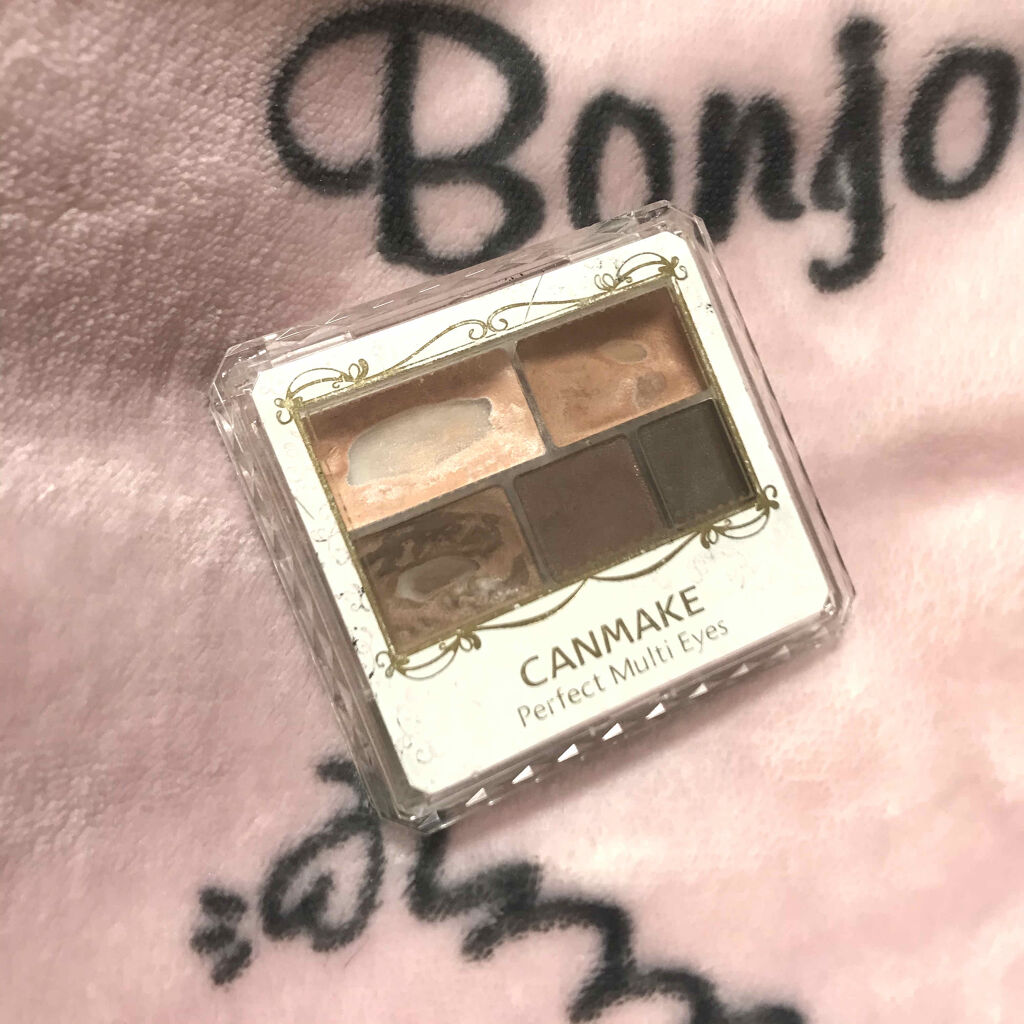 Bonjo
CANMAKE
Perfect Multi Eyes